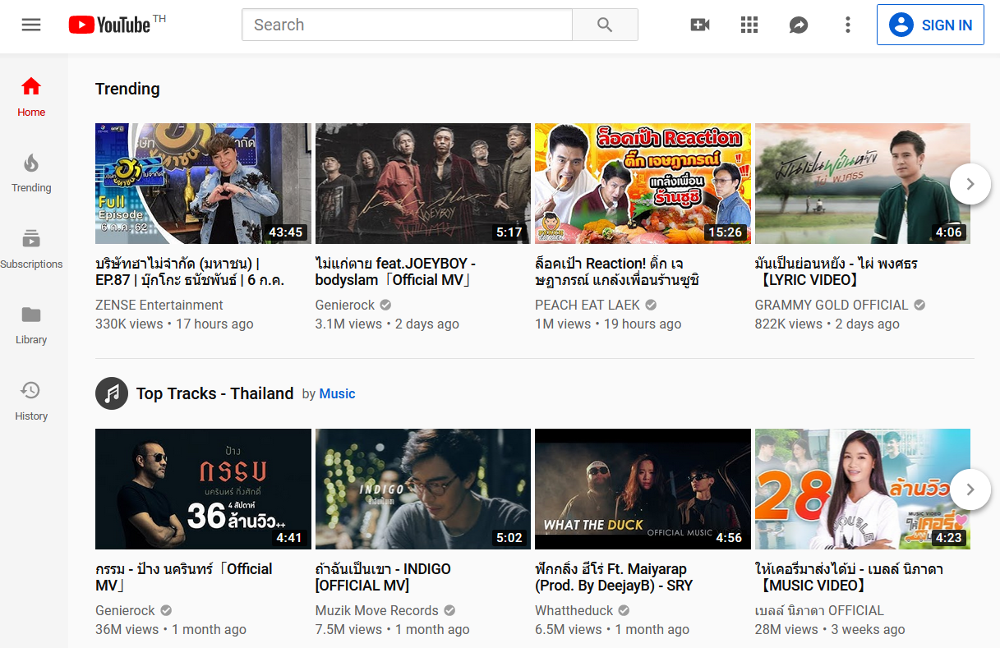 YouTube TH
Search
SIGN IN
Home
Trending
Subscriptions
Library
History
Trending
Full
Episode
6 ก.ค. 62
43:45
bodyslam
feat. JOEYBOY
5:17
ล็อคเป้า Reaction
ติ๊ก เจษฎาภรณ์
แกล้งเพื่อน
ร้านซูชิ
!!
15:26
มันเป็นย่อนหยัง
ไผ่ พงศธร
4:06
บริษัทฮาไม่จำกัด (มหาชน) |
EP.87 | บุ๊กโกะ ธนัชพันธ์ | 6 ก.ค.
ZENSE Entertainment
330K views • 17 hours ago
ไม่แก่ตาย feat.JOEYBOY -
bodyslam「Official MV」
Genierock
3.1M views • 2 days ago
ล็อคเป้า Reaction! ติ๊ก เจ
ษฎาภรณ์ แกล้งเพื่อนร้านซูชิ
PEACH EAT LAEK
1M views • 19 hours ago
มันเป็นย่อนหยัง - ไผ่ พงศธร
【LYRIC VIDEO】
GRAMMY GOLD OFFICIAL
822K views • 2 days ago
Top Tracks - Thailand by Music
ป้าง
กรรม
นครินทร์ กิ่งศักดิ์
4 สัปดาห์
36 ล้านวิว++
4:41
INDIGO
ถ้าฉันเป็นเขา
5:02
WHAT THE DUCK
OFFICIAL MUSIC
4:56
28 ล้านวิว
MUSIC VIDEO
4:23
กรรม - ป้าง นครินทร์「Official
MV」
Genierock
36M views • 1 month ago
ถ้าฉันเป็นเขา - INDIGO
[OFFICIAL MV]
Muzik Move Records
7.5M views • 1 month ago
ฟักกลิ้ง ฮีโร่ Ft. Maiyarap
(Prod. By DeejayB) - SRY
Whattheduck
6.5M views • 1 month ago
ให้เคอรี่มาส่งได้บ่ - เบลล์ นิภาดา
【MUSIC VIDEO】
เบลล์ นิภาดา OFFICIAL
28M views • 3 weeks ago